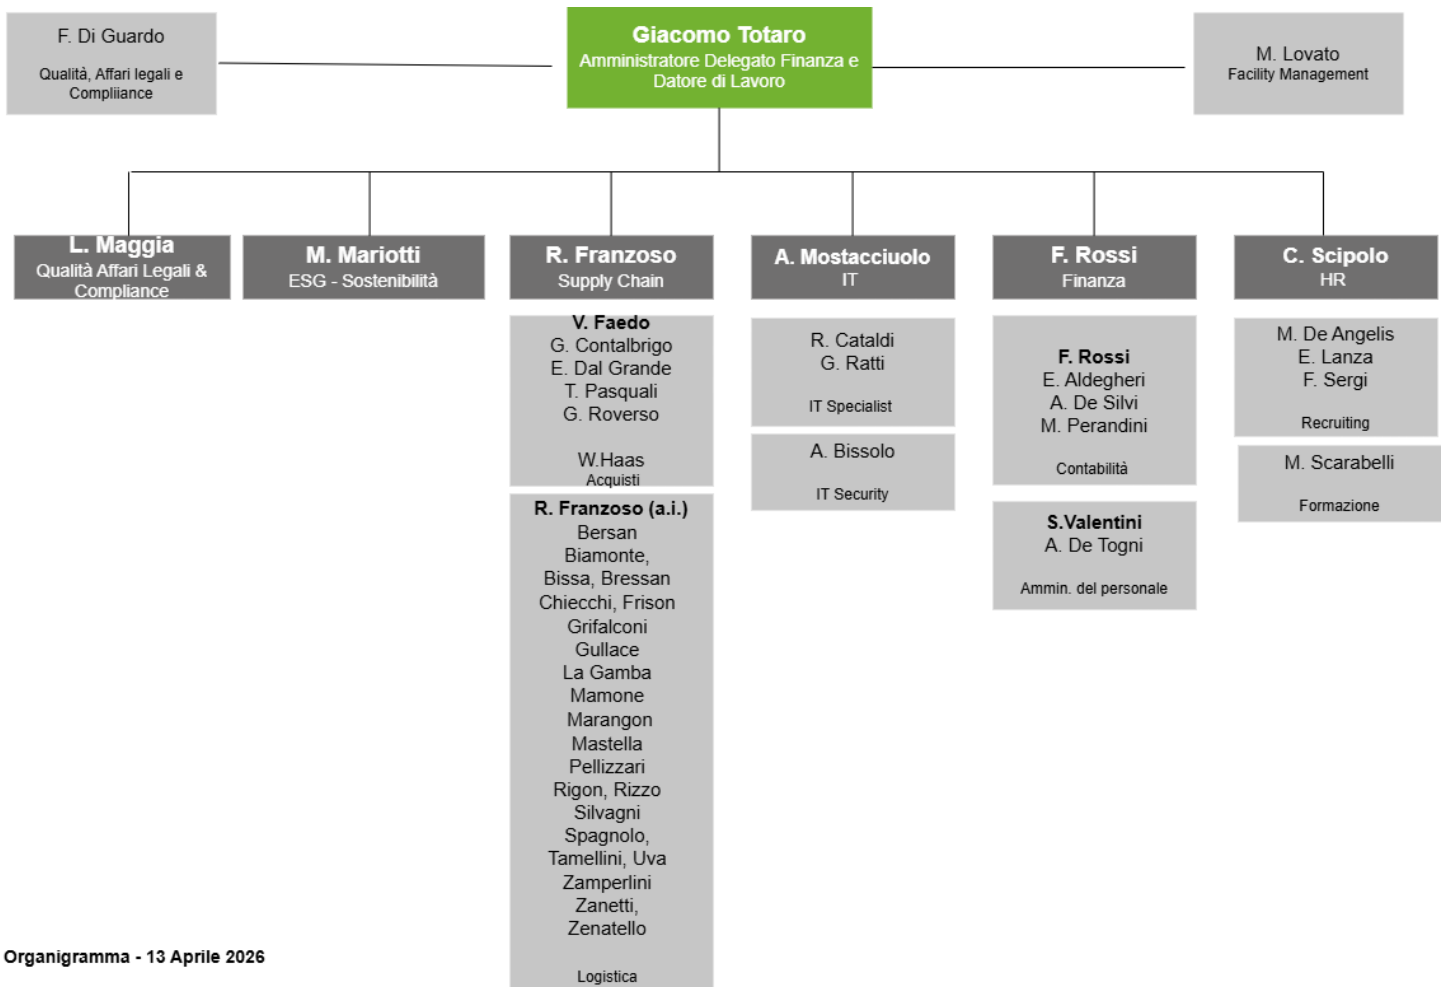 F. Di Guardo
Qualità, Affari legali e
Compliiance
Giacomo Totaro
Amministratore Delegato Finanza e
Datore di Lavoro
M. Lovato
Facility Management
L. Maggia
Qualità Affari Legali &
Compliance
M. Mariotti
ESG - Sostenibilità
R. Franzoso
Supply Chain
A. Mostacciuolo
IT
F. Rossi
Finanza
C. Scipolo
HR
V. Faedo
G. Contalbrigo
E. Dal Grande
T. Pasquali
G. Roverso
W.Haas
Acquisti
R. Franzoso (a.i.)
Bersan
Biamonte,
Bissa, Bressan
Chiecchi, Frison
Grifalconi
Gullace
La Gamba
Mamone
Marangon
Mastella
Pellizzari
Rigon, Rizzo
Silvagni
Spagnolo,
Tamellini, Uva
Zamperlini
Zanetti,
Zenatello
Logistica
R. Cataldi
G. Ratti
IT Specialist
A. Bissolo
IT Security
F. Rossi
E. Aldegheri
A. De Silvi
M. Perandini
Contabilità
S.Valentini
A. De Togni
Ammin. del personale
M. De Angelis
E. Lanza
F. Sergi
Recruiting
M. Scarabelli
Formazione
Organigramma - 13 Aprile 2026